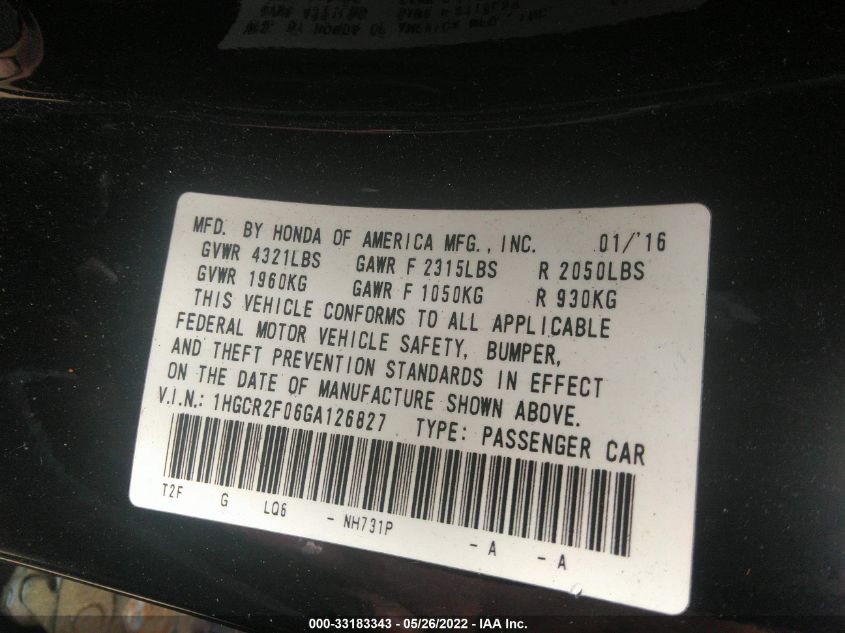 MFD. BY HONDA OF AMERICA MFG., INC. 01/'16
GVWR 4321LBS GAWR F 2315LBS R 2050LBS
GVWR 1960KG GAWR F 1050KG R 930KG
THIS VEHICLE CONFORMS TO ALL APPLICABLE
FEDERAL MOTOR VEHICLE SAFETY, BUMPER,
AND THEFT PREVENTION STANDARDS IN EFFECT
ON THE DATE OF MANUFACTURE SHOWN ABOVE.
V.I.N.: 1HGCR2F06GA126827 TYPE: PASSENGER CAR
T2F G LQ6 - NH731P - A - A
000-33183343 - 05/26/2022 - IAA Inc.